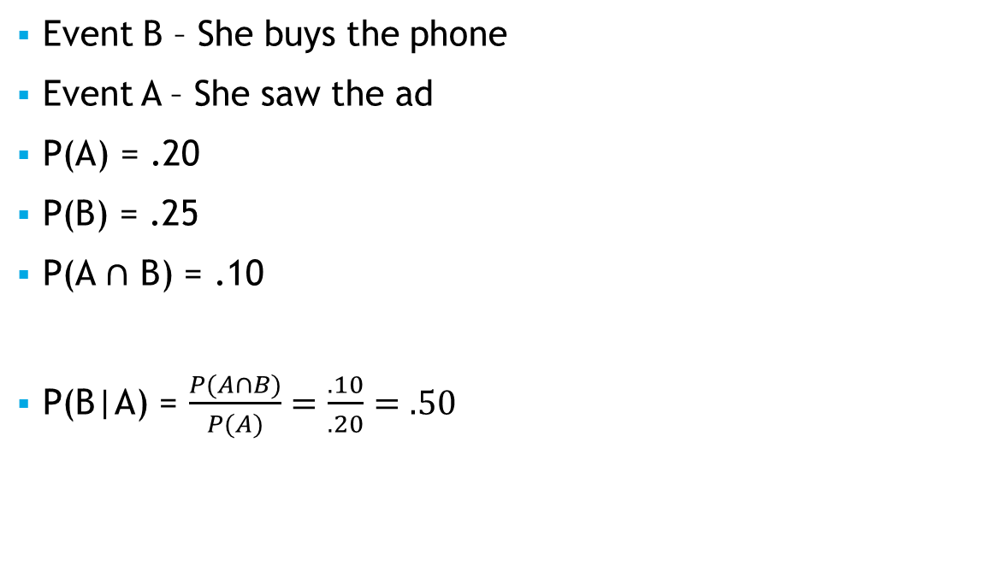 ▪ Event B – She buys the phone
▪ Event A – She saw the ad
▪ P(A) = .20
▪ P(B) = .25
▪ P(A ∩ B) = .10
▪ P(B|A) = P(A∩B)/P(A) = .10/.20 = .50